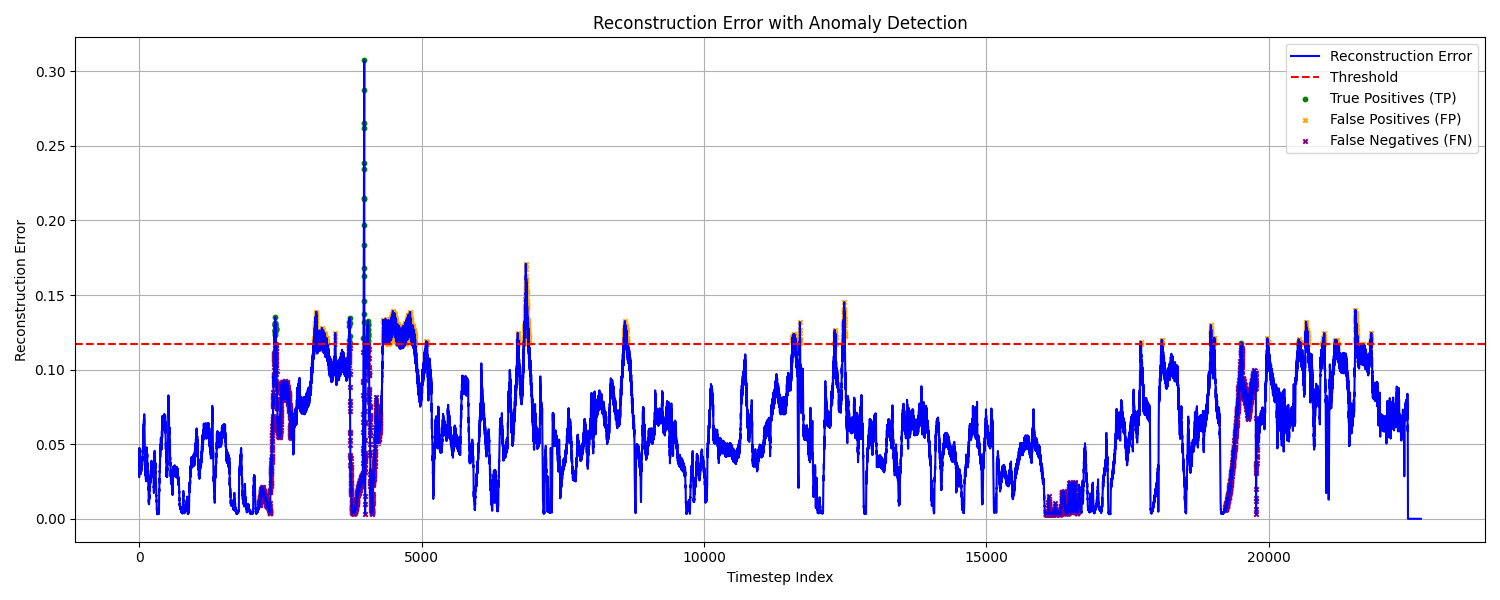 Reconstruction Error with Anomaly Detection
Reconstruction Error
Threshold
True Positives (TP)
False Positives (FP)
False Negatives (FN)
Reconstruction Error
0.30
0.25
0.20
0.15
0.10
0.05
0.00
0
5000
10000
15000
20000
Timestep Index